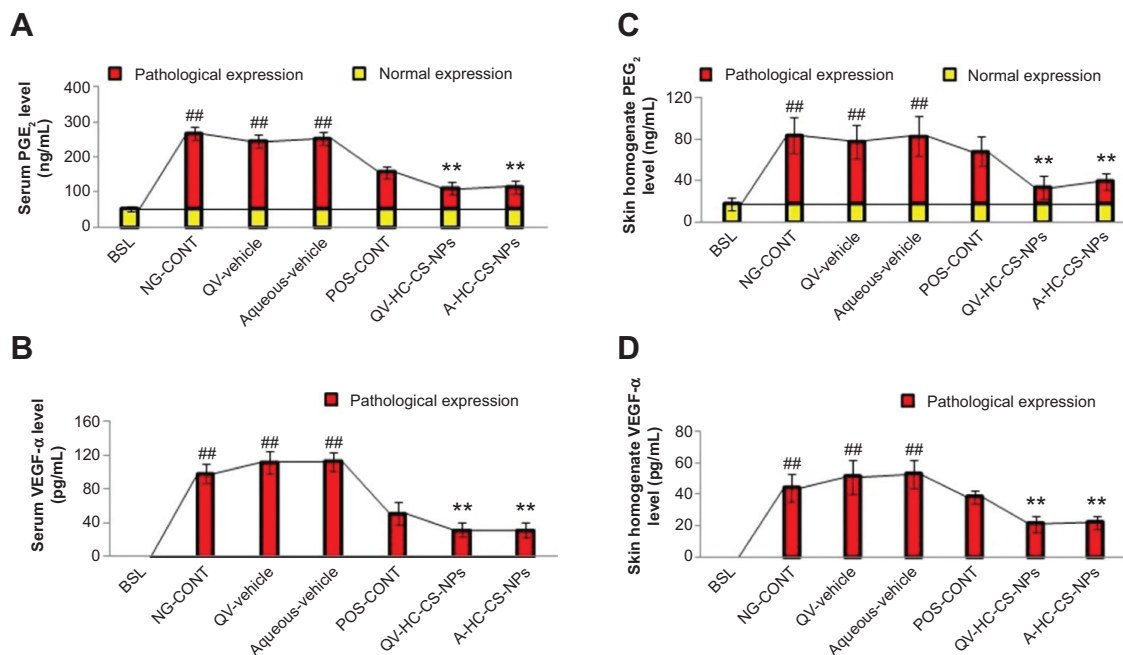 A
Pathological expression
Normal expression
Serum PGE2 level
(ng/mL)
400
300
200
100
0
##
##
##
**
**
BSL
NG-CONT
QV-vehicle
Aqueous-vehicle
POS-CONT
QV-HC-CS-NPs
A-HC-CS-NPs
B
Pathological expression
Serum VEGF-α level
(pg/mL)
160
120
80
40
0
##
##
##
**
**
BSL
NG-CONT
QV-vehicle
Aqueous-vehicle
POS-CONT
QV-HC-CS-NPs
A-HC-CS-NPs
C
Pathological expression
Normal expression
Skin homogenate PEG2
level (ng/mL)
120
80
40
0
##
##
##
**
**
BSL
NG-CONT
QV-vehicle
Aqueous-vehicle
POS-CONT
QV-HC-CS-NPs
A-HC-CS-NPs
D
Pathological expression
Skin homogenate VEGF-α
level (pg/mL)
80
60
40
20
0
##
##
##
**
**
BSL
NG-CONT
QV-vehicle
Aqueous-vehicle
POS-CONT
QV-HC-CS-NPs
A-HC-CS-NPs